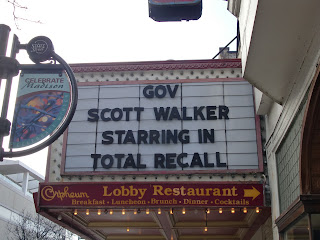 GOV
SCOTT WALKER
STARRING IN
TOTAL RECALL
CELEBRATE
Madison
Orpheum Lobby Restaurant
Breakfast · Luncheon · Brunch · Dinner · Cocktails